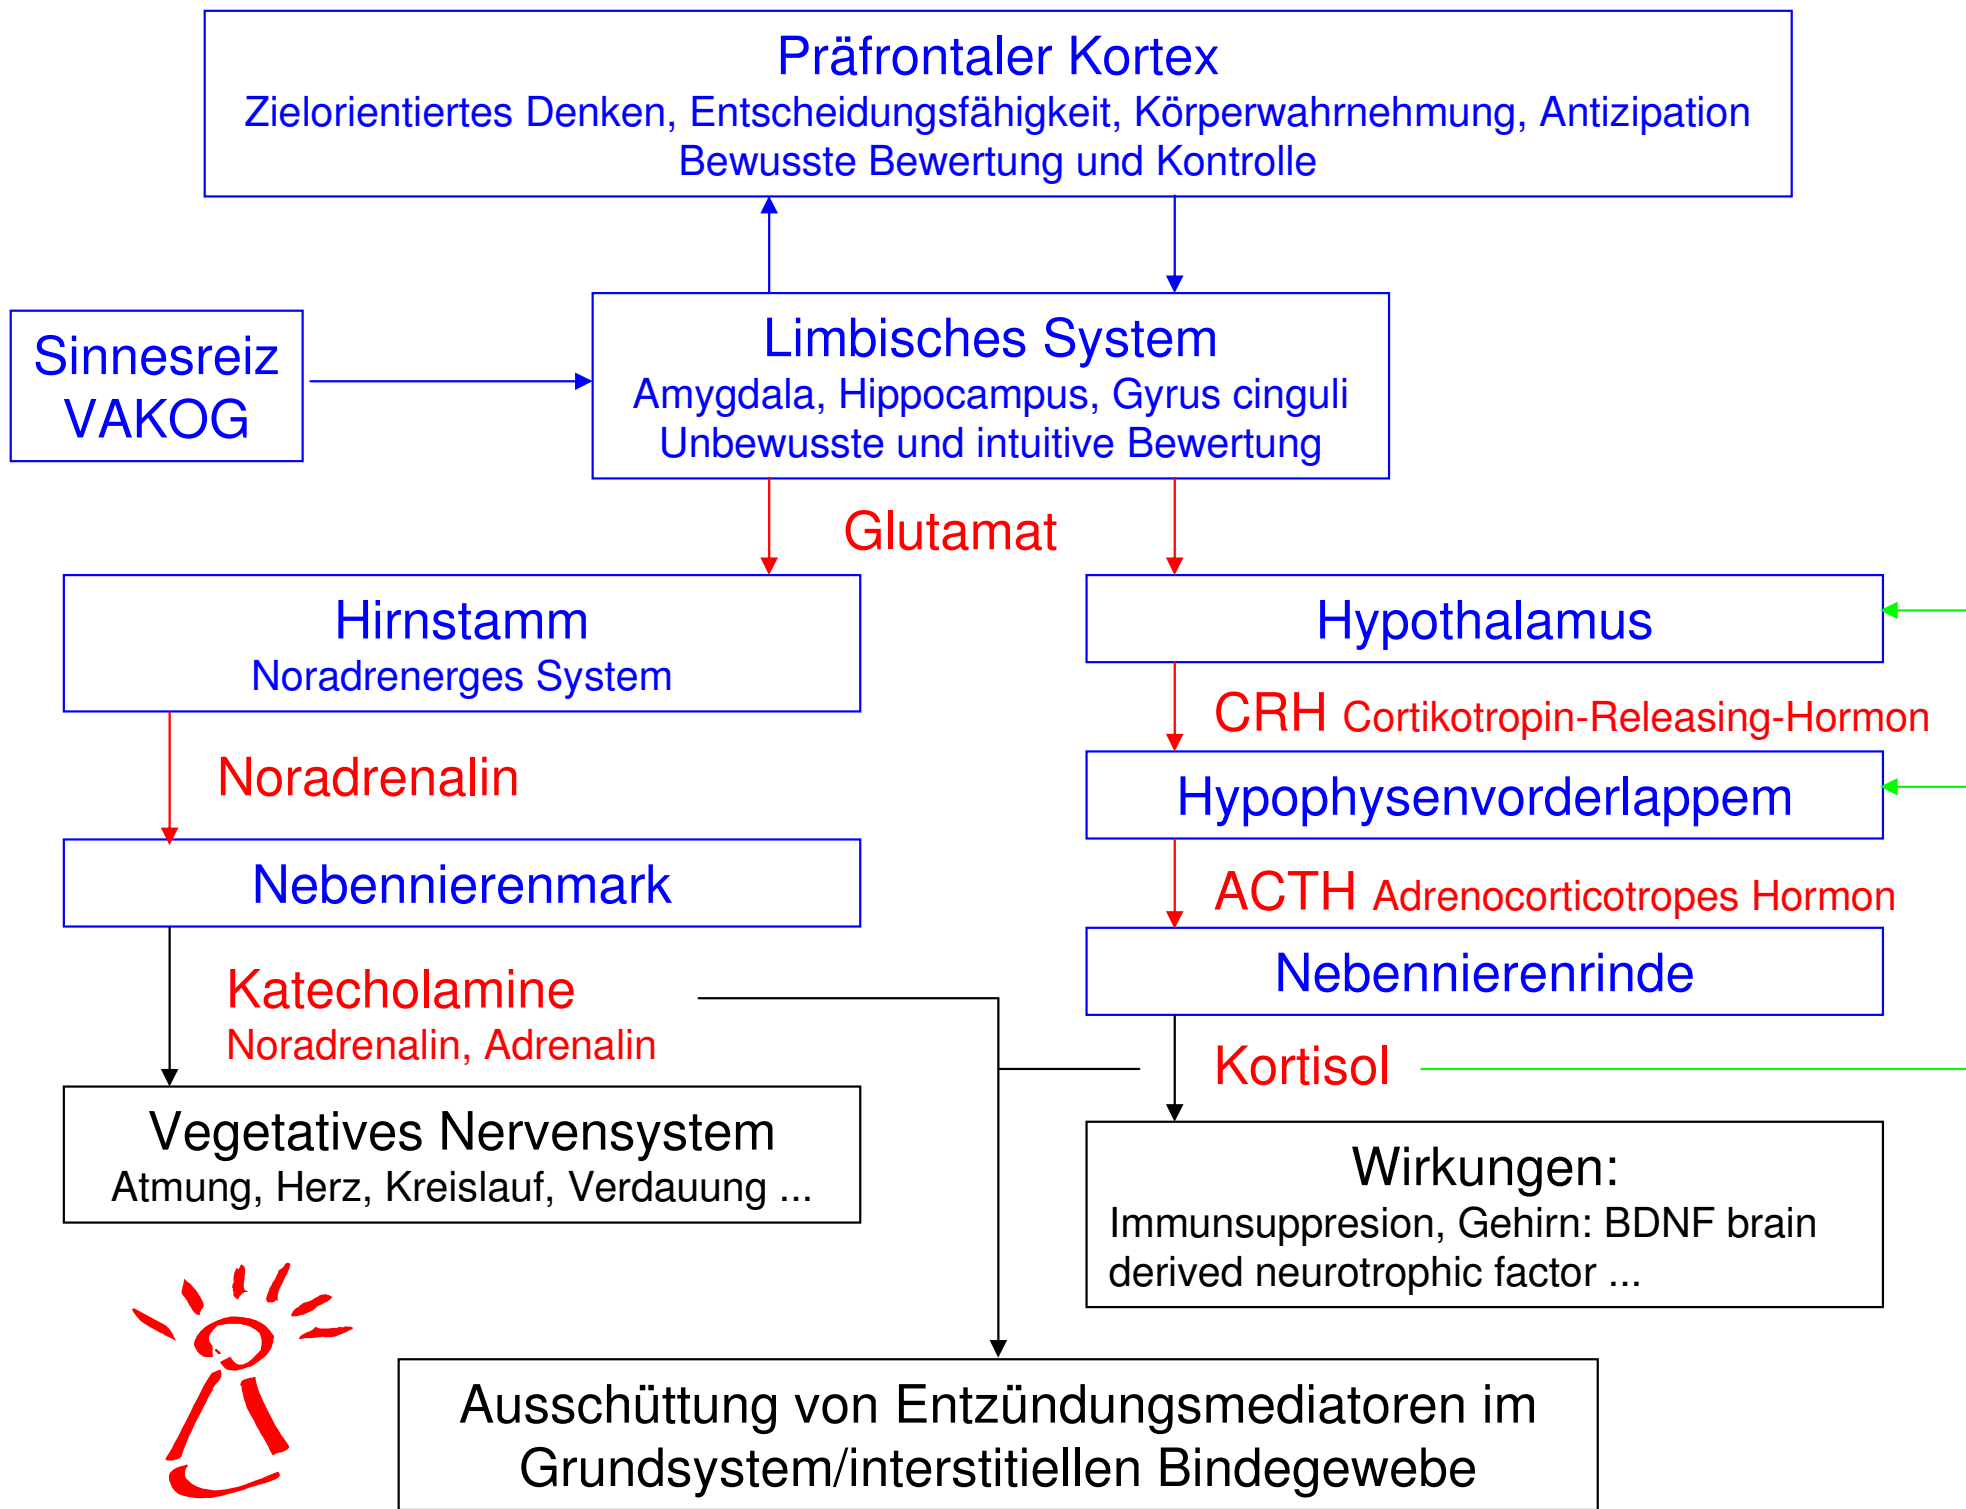 Präfrontaler Kortex
Zielorientiertes Denken, Entscheidungsfähigkeit, Körperwahrnehmung, Antizipation
Bewusste Bewertung und Kontrolle
Sinnesreiz
VAKOG
Limbisches System
Amygdala, Hippocampus, Gyrus cinguli
Unbewusste und intuitive Bewertung
Glutamat
Hirnstamm
Noradrenerges System
Noradrenalin
Nebennierenmark
Katecholamine
Noradrenalin, Adrenalin
Vegetatives Nervensystem
Atmung, Herz, Kreislauf, Verdauung ...
Hypothalamus
CRH Cortikotropin-Releasing-Hormon
Hypophysenvorderlappem
ACTH Adrenocorticotropes Hormon
Nebennierenrinde
Kortisol
Wirkungen:
Immunsuppresion, Gehirn: BDNF brain
derived neurotrophic factor ...
Ausschüttung von Entzündungsmediatoren im
Grundsystem/interstitiellen Bindegewebe